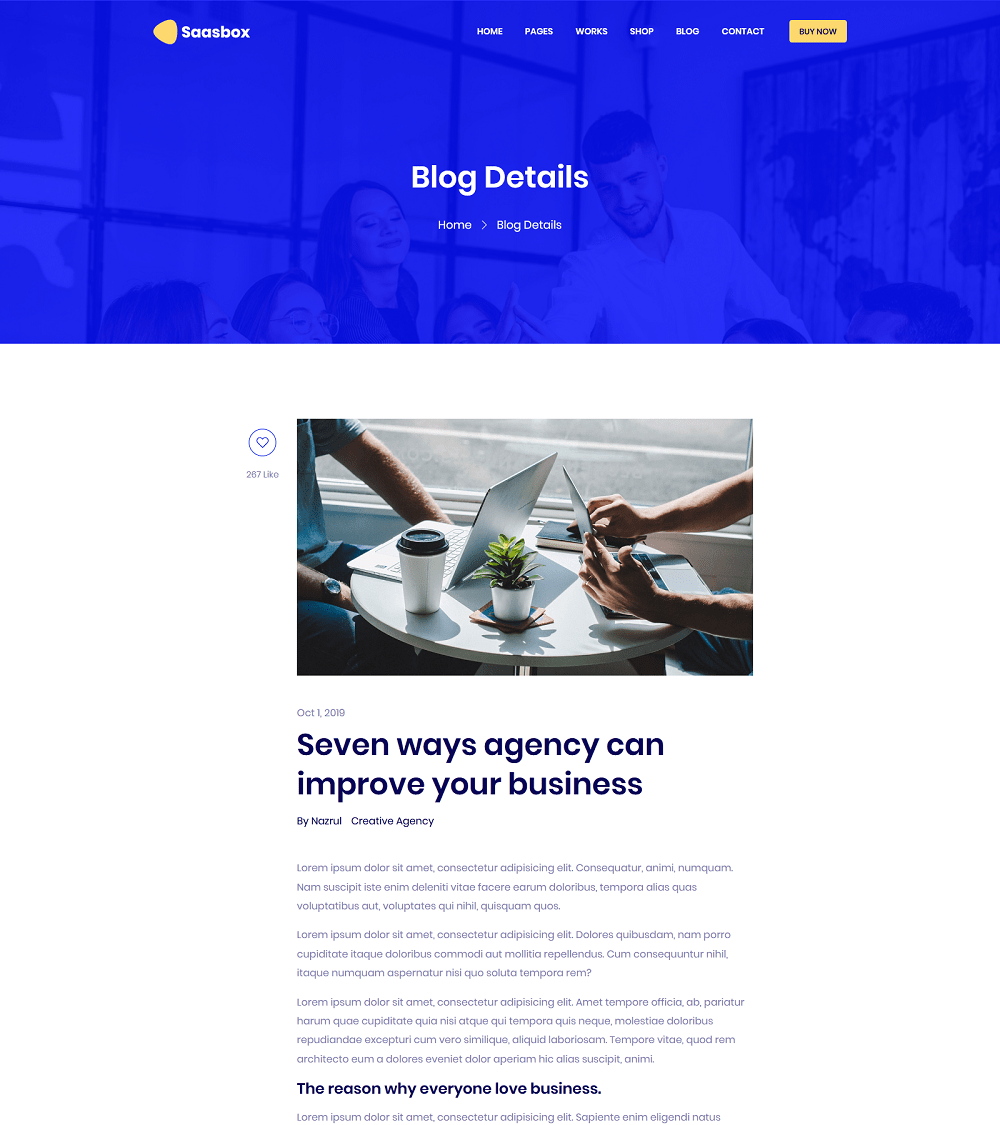 Saasbox
HOME PAGES WORKS SHOP BLOG CONTACT BUY NOW
Blog Details
Home Blog Details
267 Like
Oct 1, 2019
Seven ways agency can
improve your business
By Nazrul Creative Agency
Lorem ipsum dolor sit amet, consectetur adipisicing elit. Consequatur, animi, numquam.
Nam suscipit iste enim deleniti vitae facere earum doloribus, tempora alias quas
voluptatibus aut, voluptates qui nihil, quisquam quos.
Lorem ipsum dolor sit amet, consectetur adipisicing elit. Dolores quibusdam, nam porro
cupiditate itaque doloribus commodi aut mollitia repellendus. Cum consequuntur nihil,
itaque numquam aspernatur nisi quo soluta tempora rem?
Lorem ipsum dolor sit amet, consectetur adipisicing elit. Amet tempore officia, ab, pariatur
harum quae cupiditate quia nisi atque qui tempora quis neque, molestiae doloribus
repudiandae excepturi cum vero similique, aliquid laboriosam. Tempore vitae, quod rem
architecto eum a dolores eveniet dolor aperiam hic alias suscipit, animi.
The reason why everyone love business.
Lorem ipsum dolor sit amet, consectetur adipisicing elit. Sapiente enim eligendi natus